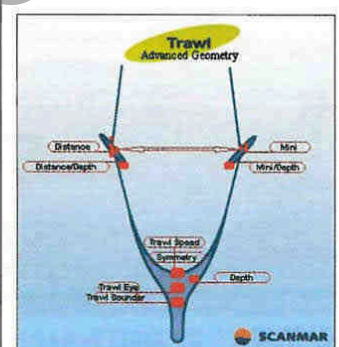 Trawl
Advanced Geometry
Distance
Mini
Distance/Depth
Mini/Depth
Trawl Speed
Symmetry
Depth
Trawl Eye
Trawl Sounder
SCANMAR